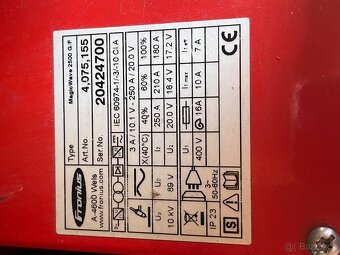 Fronius
A-4600 Wels
www.fronius.com
Type MagicWave 2500 G/F
Art.No. 4,075,155
Ser.No. 20424700
IEC 60974-1/-3/-10 Cl.A
3 A / 10.1 V - 250 A / 20.0 V
X(40°C) 40% 60% 100%
U₀ 89 V
I₂ 250 A 210 A 180 A
U₂ 20.0 V 18.4 V 17.2 V
10 kV
3~
50-60Hz
U₁ 400 V
16A
I₁max 10 A
I₁eff 7 A
IP 23
S
CE